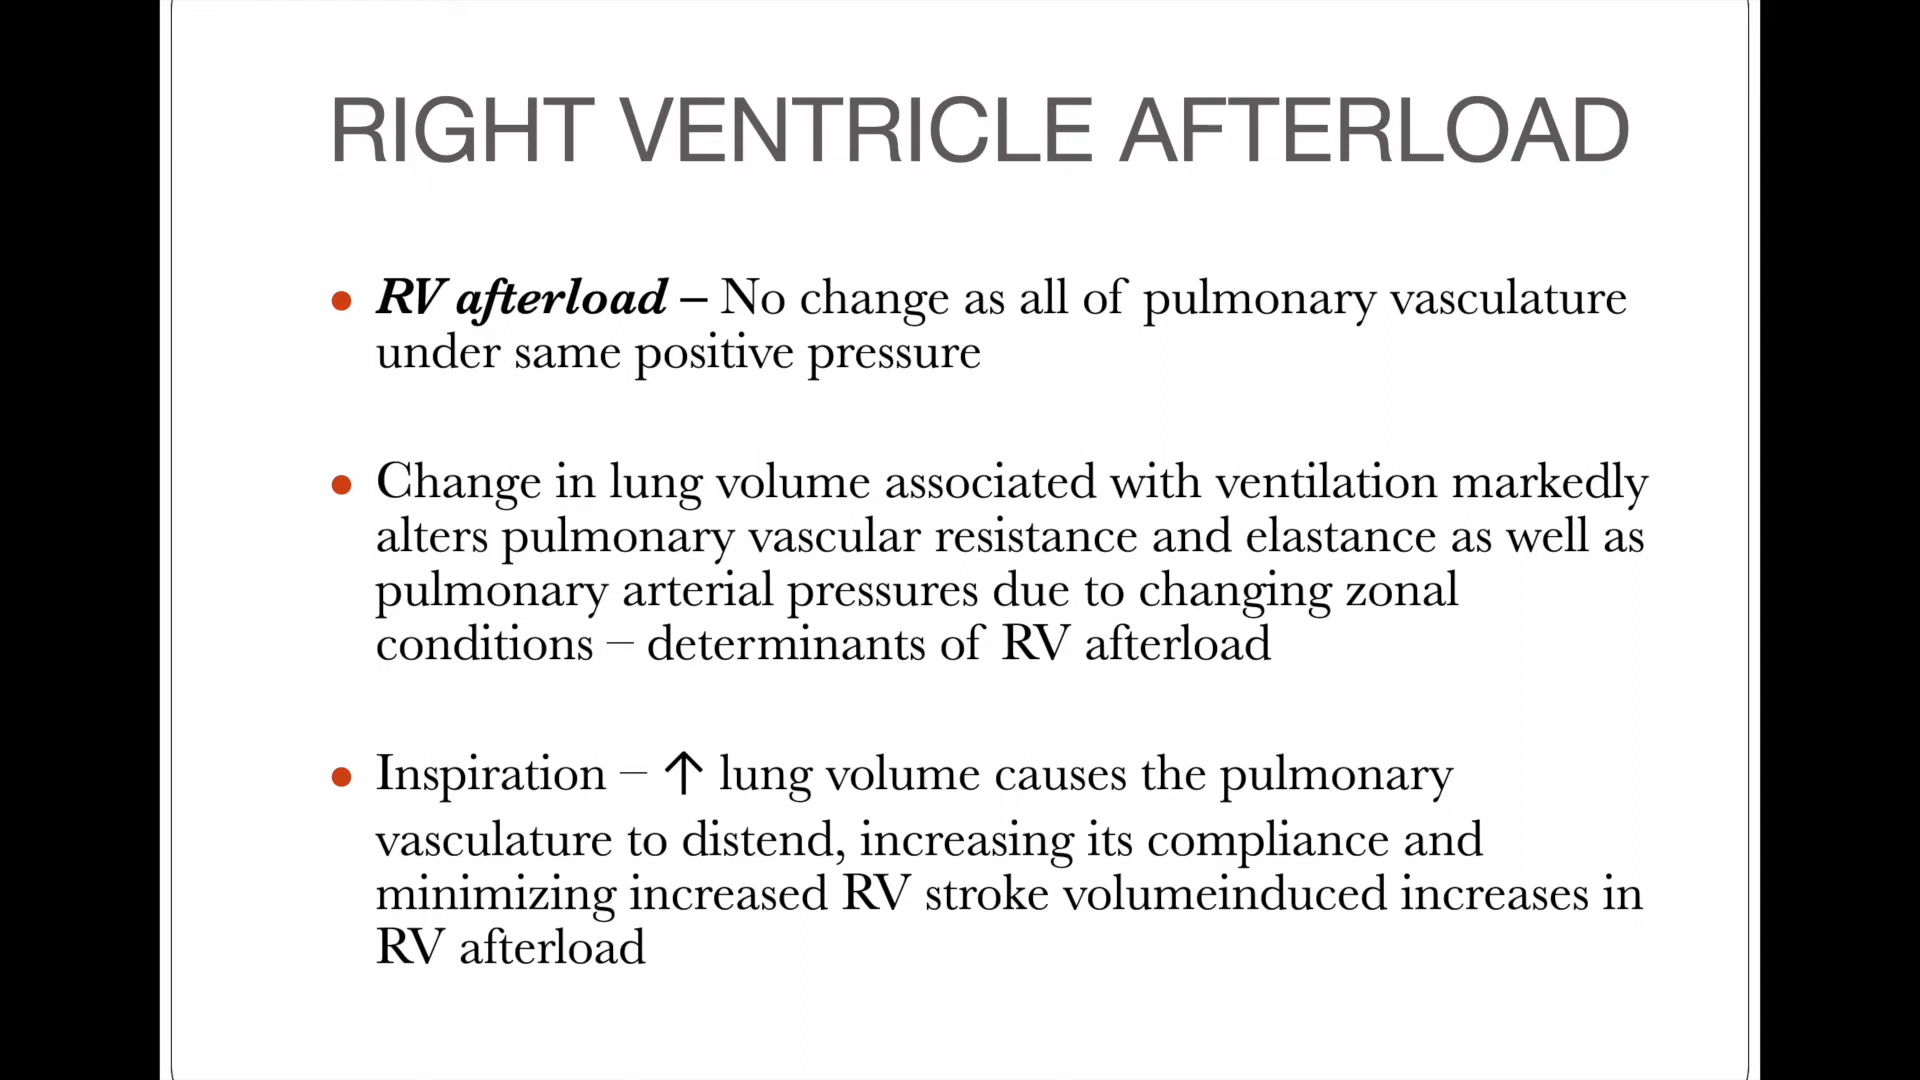 RIGHT VENTRICLE AFTERLOAD
• RV afterload – No change as all of pulmonary vasculature
under same positive pressure
• Change in lung volume associated with ventilation markedly
alters pulmonary vascular resistance and elastance as well as
pulmonary arterial pressures due to changing zonal
conditions – determinants of RV afterload
• Inspiration – ↑ lung volume causes the pulmonary
vasculature to distend, increasing its compliance and
minimizing increased RV stroke volumeinduced increases in
RV afterload